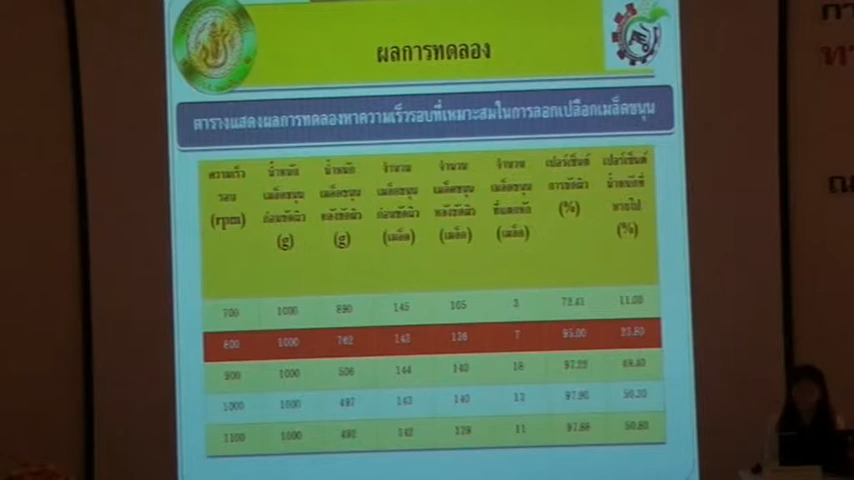 ผลการทดลอง
ตารางแสดงผลการทดลองหาความเร็วรอบที่เหมาะสมในการลอกเปลือกเมล็ดขนุน
ความเร็ว น้ำหนัก น้ำหนัก จำนวน จำนวน จำนวน เปอร์เซ็นต์ เปอร์เซ็นต์
รอบ เมล็ดขนุน เมล็ดขนุน เมล็ดขนุน เมล็ดขนุน เมล็ดขนุน การขัดผิว น้ำหนักที่
(rpm) ก่อนขัดผิว หลังขัดผิว ก่อนขัดผิว หลังขัดผิว ที่แตกหัก (%) หายไป
(g) (g) (เมล็ด) (เมล็ด) (เมล็ด) (%)
700 1000 890 145 105 3 72.41 11.00
800 1000 762 143 136 7 95.00 23.80
900 1000 506 144 140 18 97.22 49.40
1000 1000 497 143 140 13 97.90 50.30
1100 1000 492 142 139 11 97.88 50.80